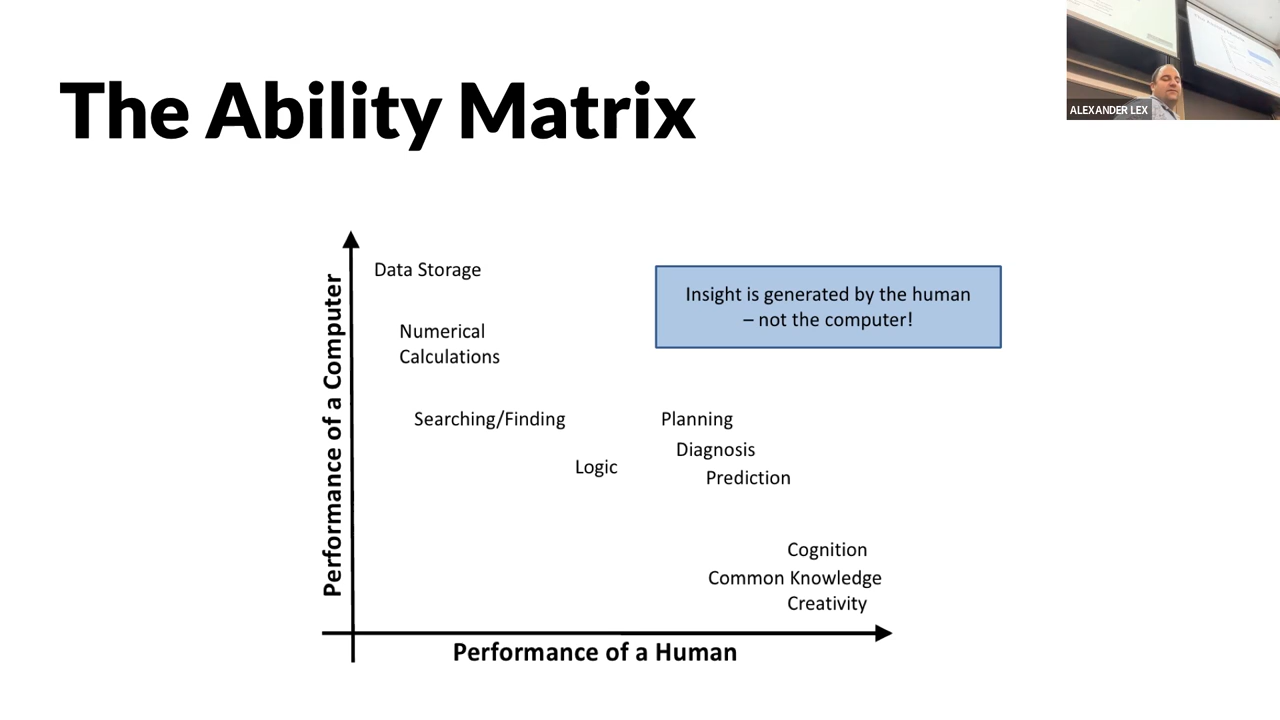 The Ability Matrix
ALEXANDER LEX
Performance of a Computer
Data Storage
Insight is generated by the human
– not the computer!
Numerical
Calculations
Searching/Finding
Planning
Diagnosis
Logic
Prediction
Cognition
Common Knowledge
Creativity
Performance of a Human